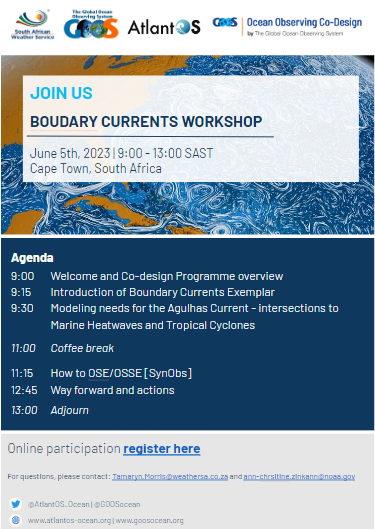 South African
Weather Service
The Global Ocean
Observing System
GOOS
AtlantOS
GOOS | Ocean Observing Co-Design
by The Global Ocean Observing System
JOIN US
BOUDARY CURRENTS WORKSHOP
June 5th, 2023 | 9:00 - 13:00 SAST
Cape Town, South Africa
Agenda
9:00 Welcome and Co-design Programme overview
9:15 Introduction of Boundary Currents Exemplar
9:30 Modeling needs for the Agulhas Current – intersections to
Marine Heatwaves and Tropical Cyclones
11:00 Coffee break
11:15 How to OSE/OSSE [SynObs]
12:45 Way forward and actions
13:00 Adjourn
Online participation register here
For questions, please contact: Tamaryn.Morris@weathersa.co.za and ann-christine.zinkann@noaa.gov
@AtlantOS_Ocean | @GOOSocean
www.atlantos-ocean.org | www.goosocean.org